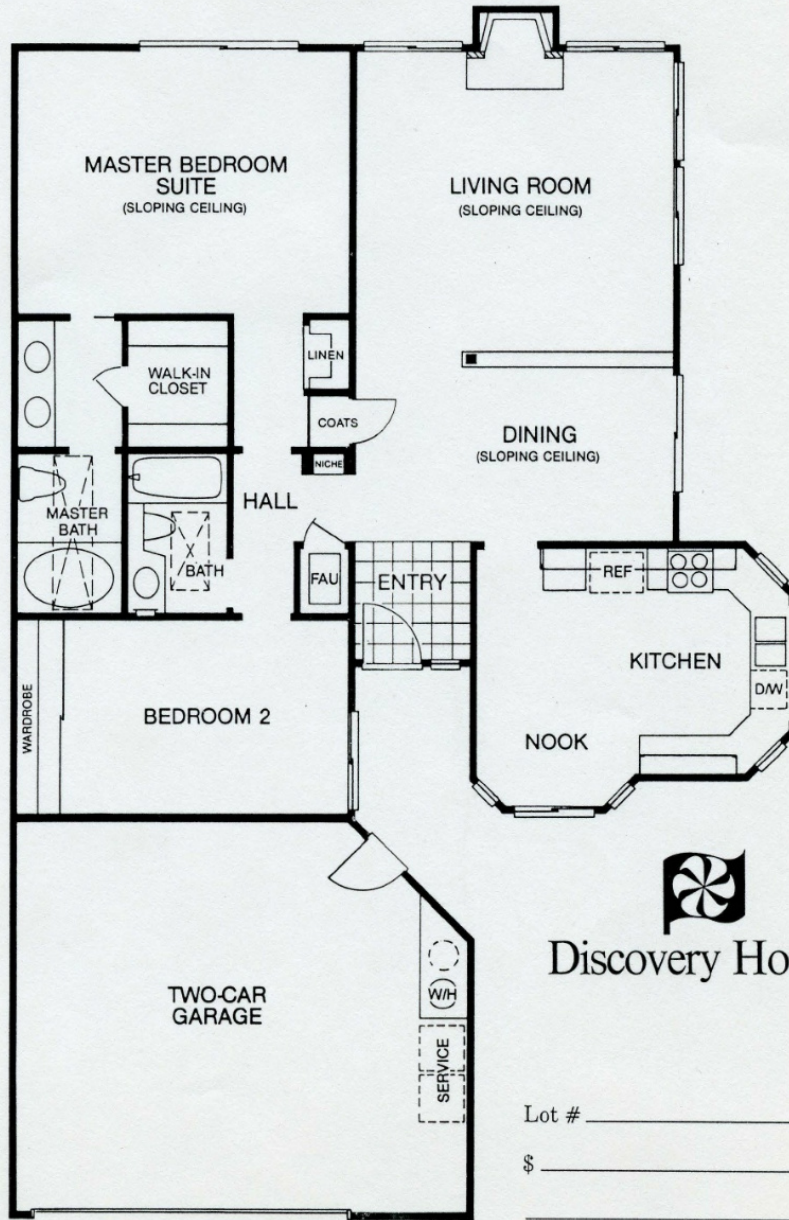 MASTER BEDROOM
SUITE
(SLOPING CEILING)
LIVING ROOM
(SLOPING CEILING)
LINEN
WALK-IN
CLOSET
COATS
DINING
(SLOPING CEILING)
NICHE
HALL
MASTER
BATH
BATH
FAU
ENTRY
REF
KITCHEN
D/W
NOOK
WARDROBE
BEDROOM 2
TWO-CAR
GARAGE
W/H
SERVICE
Discovery Ho
Lot #
$